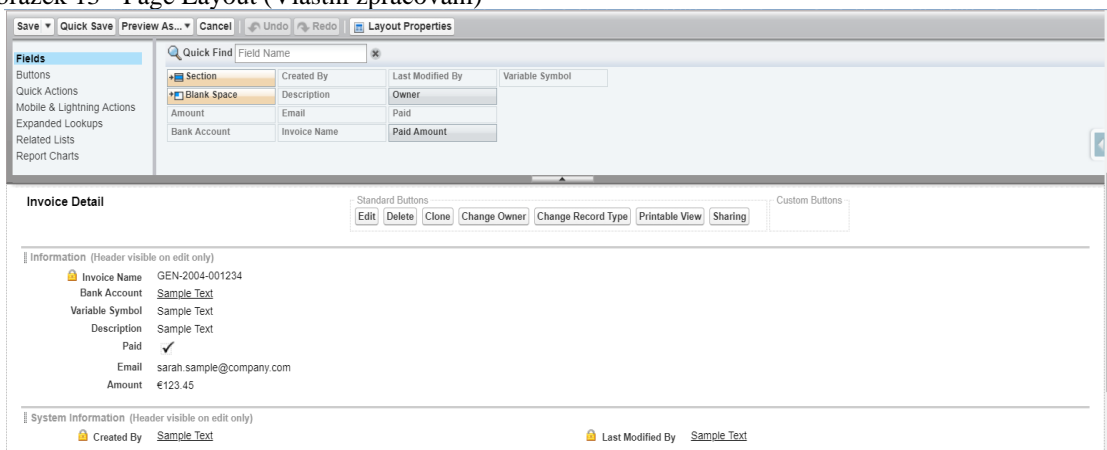 Page Layout (Vlastní zpracování)
Save Quick Save Preview As... Cancel Undo Redo Layout Properties
Fields
Buttons
Quick Actions
Mobile & Lightning Actions
Expanded Lookups
Related Lists
Report Charts
Quick Find Field Name
Section Created By Last Modified By Variable Symbol
Blank Space Description Owner
Amount Email Paid
Bank Account Invoice Name Paid Amount
Invoice Detail
Standard Buttons
Custom Buttons
Edit Delete Clone Change Owner Change Record Type Printable View Sharing
Information (Header visible on edit only)
Invoice Name GEN-2004-001234
Bank Account Sample Text
Variable Symbol Sample Text
Description Sample Text
Paid
Email sarah.sample@company.com
Amount €123.45
System Information (Header visible on edit only)
Created By Sample Text Last Modified By Sample Text